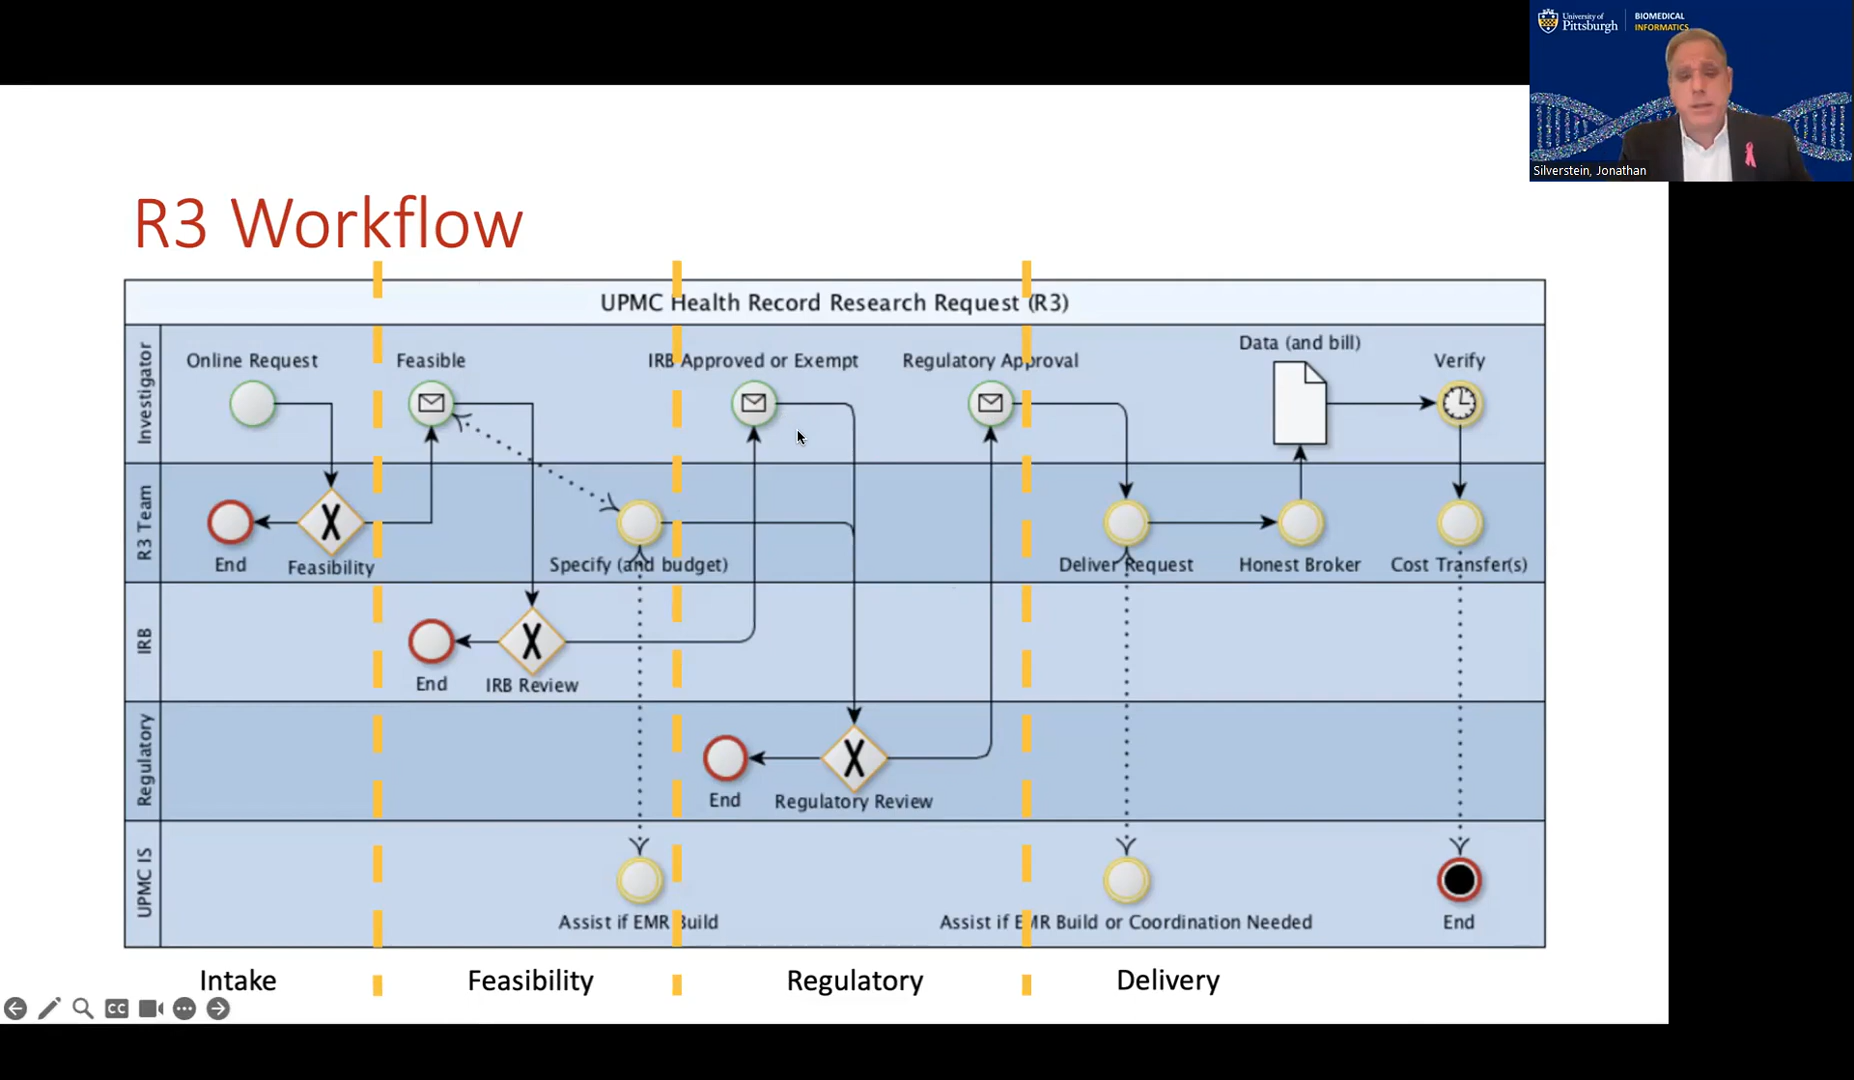 University of
Pittsburgh
BIOMEDICAL
INFORMATICS
Silverstein, Jonathan
R3 Workflow
UPMC Health Record Research Request (R3)
Investigator
Online Request
Feasible
IRB Approved or Exempt
Regulatory Approval
Data (and bill)
Verify
R3 Team
End
Feasibility
Specify (and budget)
Deliver Request
Honest Broker
Cost Transfer(s)
IRB
End
IRB Review
Regulatory
End
Regulatory Review
UPMC IS
Assist if EMR Build
Assist if EMR Build or Coordination Needed
End
Intake
Feasibility
Regulatory
Delivery
CC